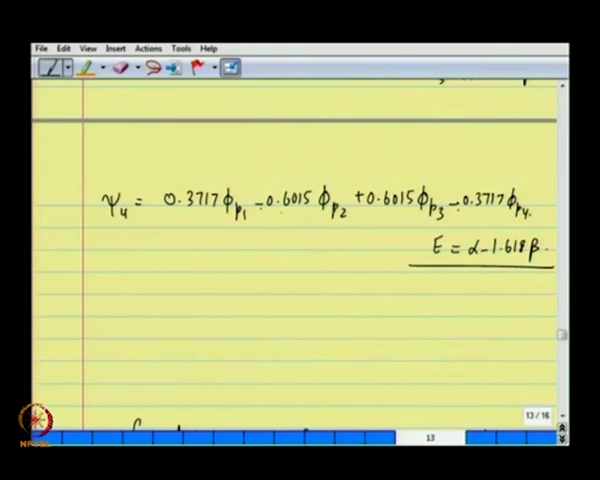 File Edit View Insert Actions Tools Help
ψ₄ = 0.3717 ϕp₁ - 0.6015 ϕp₂ + 0.6015 ϕp₃ - 0.3717 ϕp₄.
E = α - 1.618 β.
13 / 16
13
NPTEL